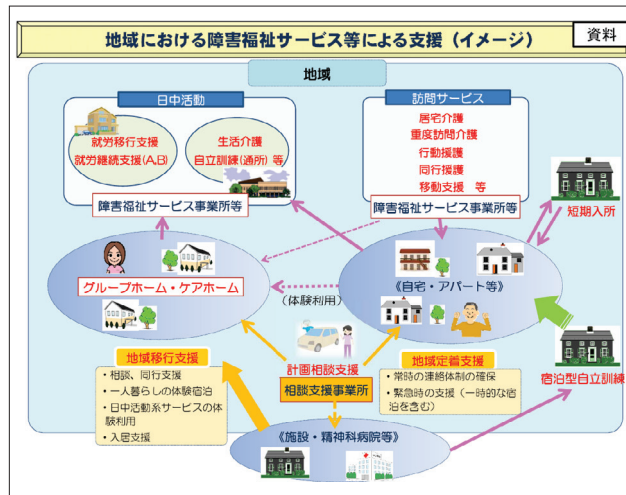 地域における障害福祉サービス等による支援（イメージ）
資料
地域
日中活動
就労移行支援
就労継続支援(A,B)
生活介護
自立訓練(通所) 等
障害福祉サービス事業所等
訪問サービス
居宅介護
重度訪問介護
行動援護
同行援護
移動支援 等
障害福祉サービス事業所等
短期入所
グループホーム・ケアホーム
（体験利用）
《自宅・アパート等》
地域移行支援
・相談、同行支援
・一人暮らしの体験宿泊
・日中活動系サービスの体
験利用
・入居支援
計画相談支援
相談支援事業所
地域定着支援
・常時の連絡体制の確保
・緊急時の支援（一時的な宿
泊を含む）
宿泊型自立訓練
《施設・精神科病院等》